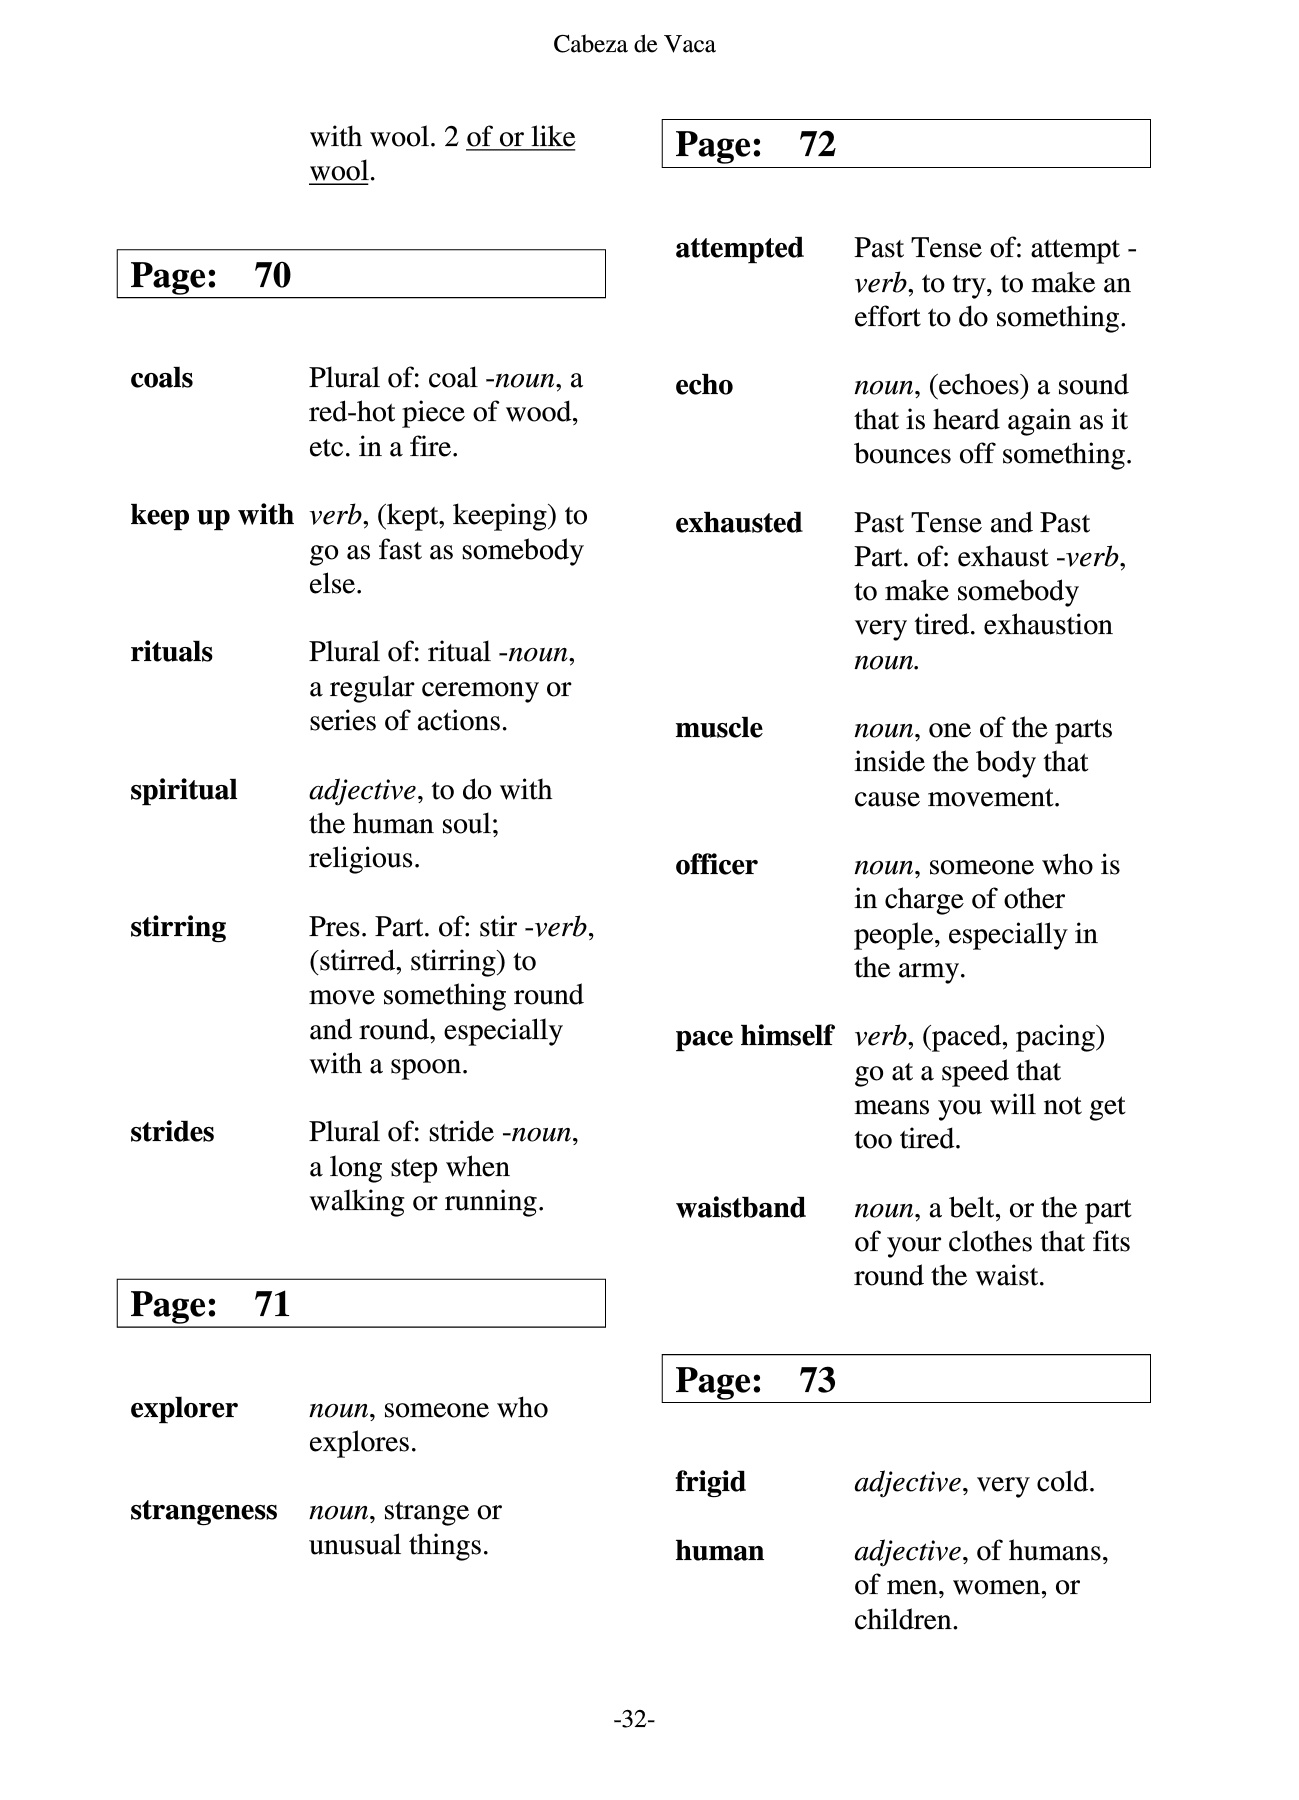 Cabeza de Vaca
with wool. 2 of or like
wool.
Page: 70
coals Plural of: coal -noun, a
red-hot piece of wood,
etc. in a fire.
keep up with verb, (kept, keeping) to
go as fast as somebody
else.
rituals Plural of: ritual -noun,
a regular ceremony or
series of actions.
spiritual adjective, to do with
the human soul;
religious.
stirring Pres. Part. of: stir -verb,
(stirred, stirring) to
move something round
and round, especially
with a spoon.
strides Plural of: stride -noun,
a long step when
walking or running.
Page: 71
explorer noun, someone who
explores.
strangeness noun, strange or
unusual things.
Page: 72
attempted Past Tense of: attempt -
verb, to try, to make an
effort to do something.
echo noun, (echoes) a sound
that is heard again as it
bounces off something.
exhausted Past Tense and Past
Part. of: exhaust -verb,
to make somebody
very tired. exhaustion
noun.
muscle noun, one of the parts
inside the body that
cause movement.
officer noun, someone who is
in charge of other
people, especially in
the army.
pace himself verb, (paced, pacing)
go at a speed that
means you will not get
too tired.
waistband noun, a belt, or the part
of your clothes that fits
round the waist.
Page: 73
frigid adjective, very cold.
human adjective, of humans,
of men, women, or
children.
-32-